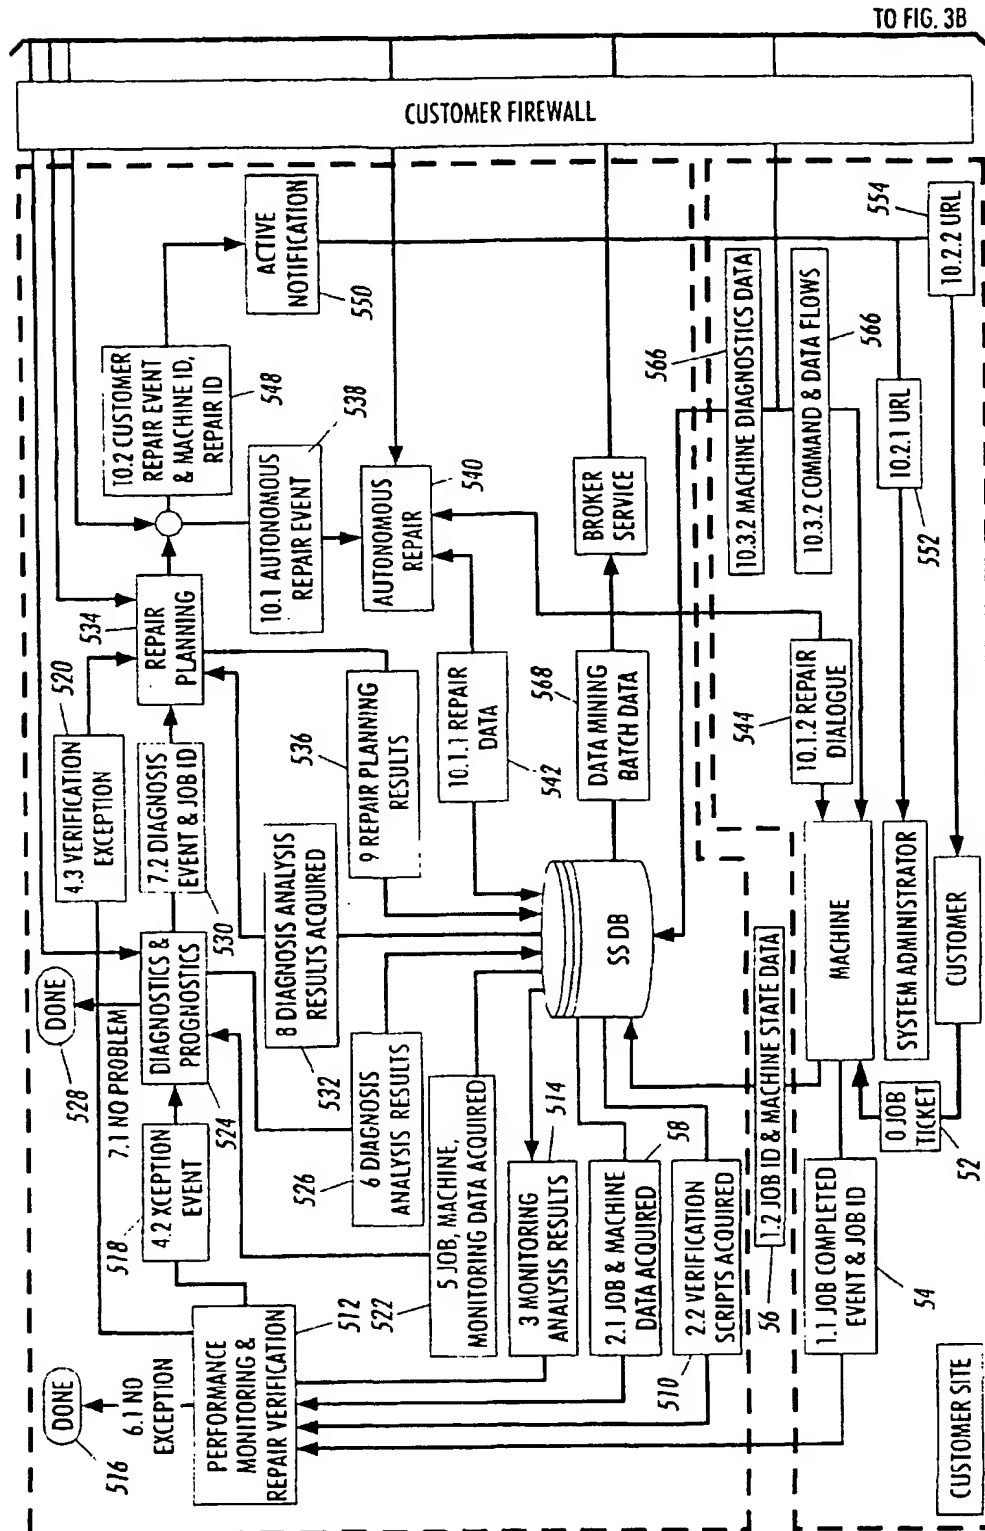 TO FIG. 3B
CUSTOMER FIREWALL
DONE
516
6.1 NO
EXCEPTION
PERFORMANCE
MONITORING &
REPAIR VERIFICATION
512
518
4.2 XCEPTION
EVENT
528
DONE
7.1 NO PROBLEM
DIAGNOSTICS &
PROGNOSTICS
524
4.3 VERIFICATION
EXCEPTION
520
7.2 DIAGNOSIS
EVENT & JOB ID
530
REPAIR
PLANNING
534
10.2 CUSTOMER
REPAIR EVENT
& MACHINE ID,
REPAIR ID
548
ACTIVE
NOTIFICATION
550
10.1 AUTONOMOUS
REPAIR EVENT
538
AUTONOMOUS
REPAIR
540
8 DIAGNOSIS ANALYSIS
RESULTS ACQUIRED
532
9 REPAIR PLANNING
RESULTS
536
6 DIAGNOSIS
ANALYSIS RESULTS
526
5 JOB, MACHINE,
MONITORING DATA ACQUIRED
522
10.1.1 REPAIR
DATA
542
3 MONITORING
ANALYSIS RESULTS
514
2.1 JOB & MACHINE
DATA ACQUIRED
58
2.2 VERIFICATION
SCRIPTS ACQUIRED
510
SS DB
DATA MINING
BATCH DATA
568
BROKER
SERVICE
10.3.2 MACHINE DIAGNOSTICS DATA
566
10.3.2 COMMAND & DATA FLOWS
566
1.2 JOB ID & MACHINE STATE DATA
56
1.1 JOB COMPLETED
EVENT & JOB ID
54
MACHINE
10.1.2 REPAIR
DIALOGUE
544
0 JOB
TICKET
52
SYSTEM ADMINISTRATOR
10.2.1 URL
552
CUSTOMER
10.2.2 URL
554
CUSTOMER SITE